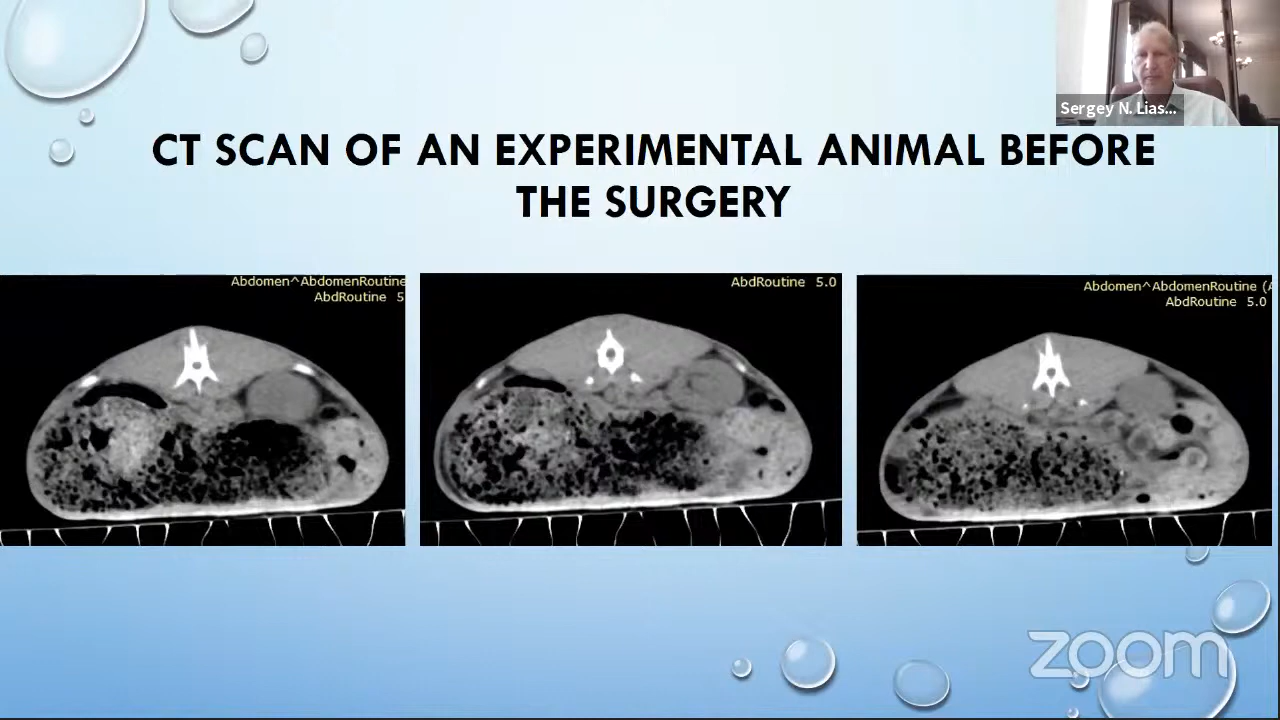 Sergey N. Lias...
CT SCAN OF AN EXPERIMENTAL ANIMAL BEFORE
THE SURGERY
Abdomen^AbdomenRoutine
AbdRoutine 5
AbdRoutine 5.0
Abdomen^AbdomenRoutine (A
AbdRoutine 5.0
zoom